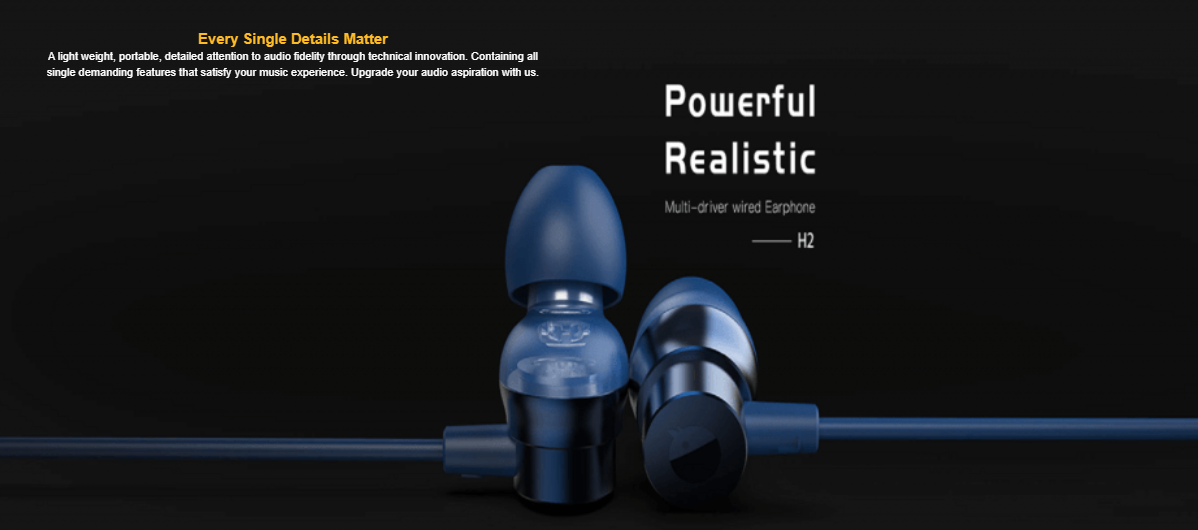 Every Single Details Matter
A light weight, portable, detailed attention to audio fidelity through technical innovation. Containing all
single demanding features that satisfy your music experience. Upgrade your audio aspiration with us.
Powerful
Realistic
Multi-driver wired Earphone
H2